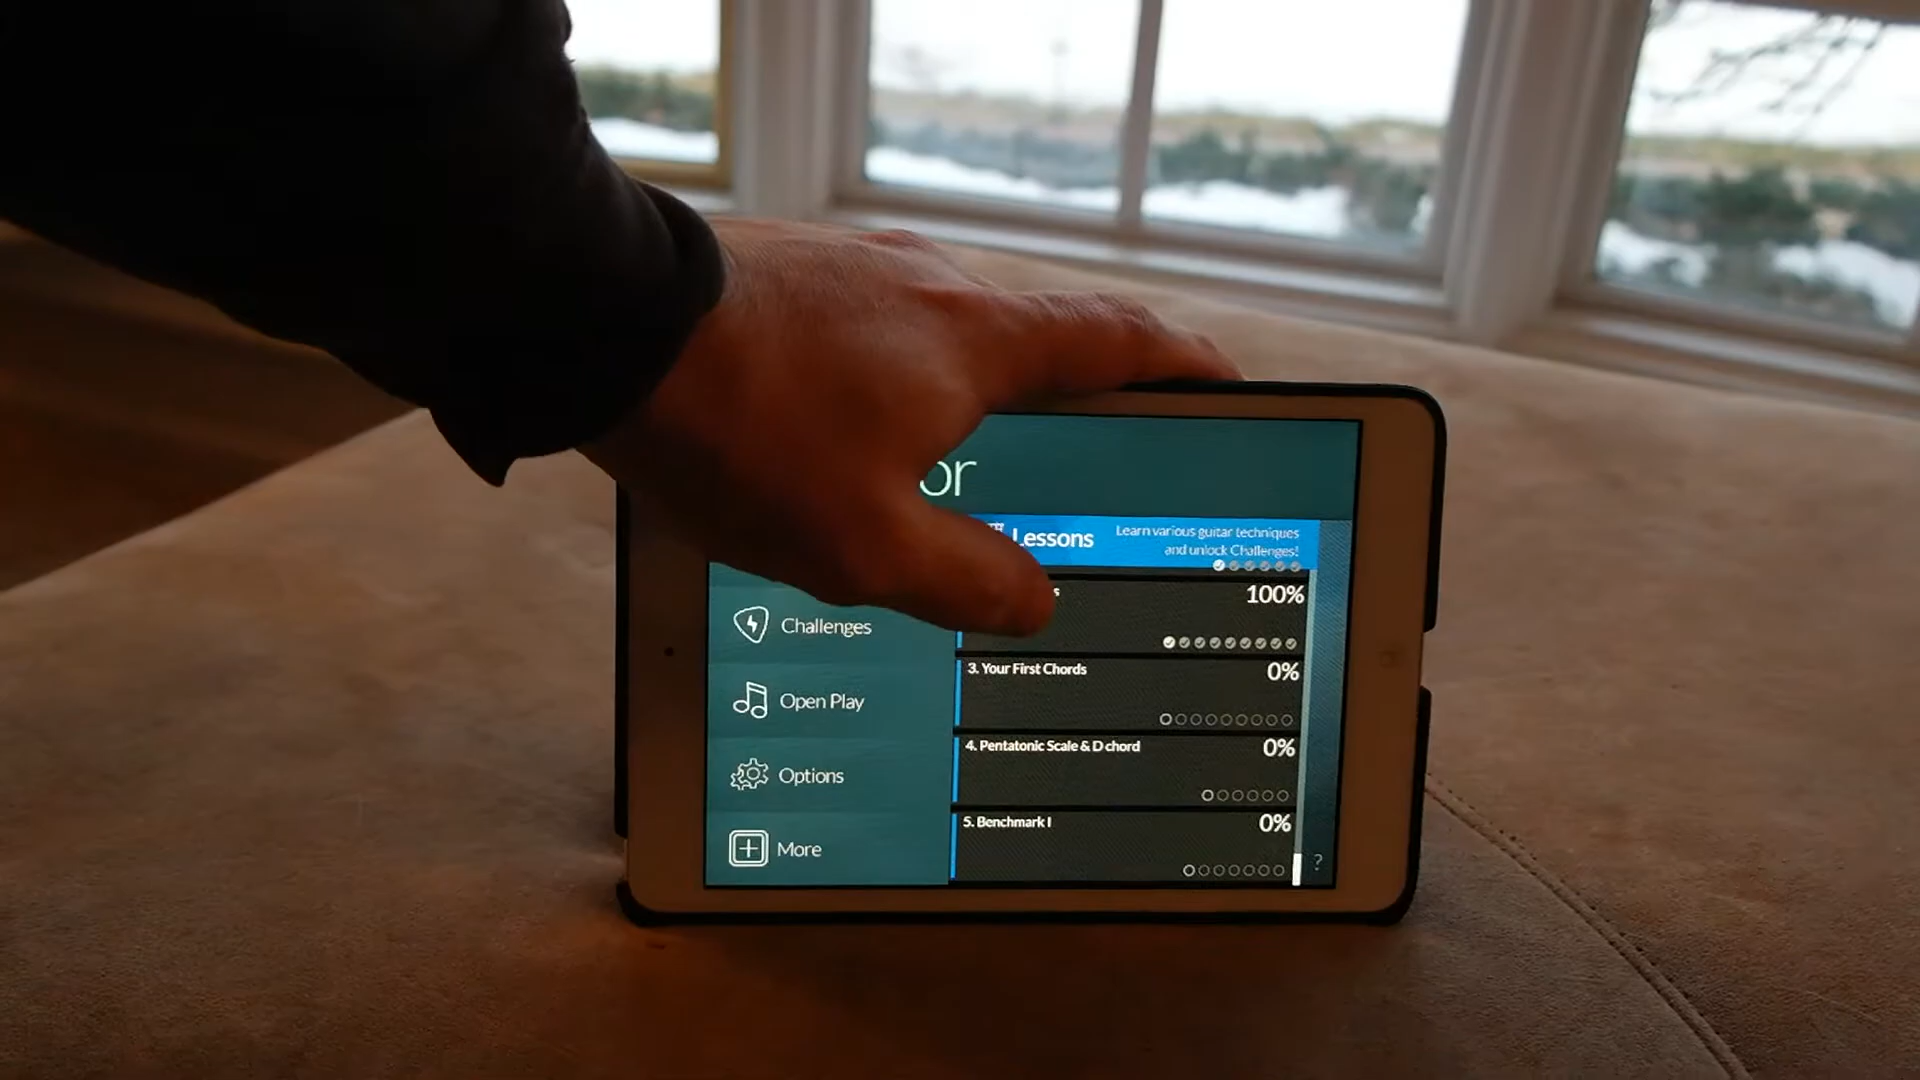 or
Lessons
Learn various guitar techniques
and unlock Challenges!
s
100%
Challenges
3. Your First Chords
0%
Open Play
4. Pentatonic Scale & D chord
0%
Options
5. Benchmark I
0%
More
?